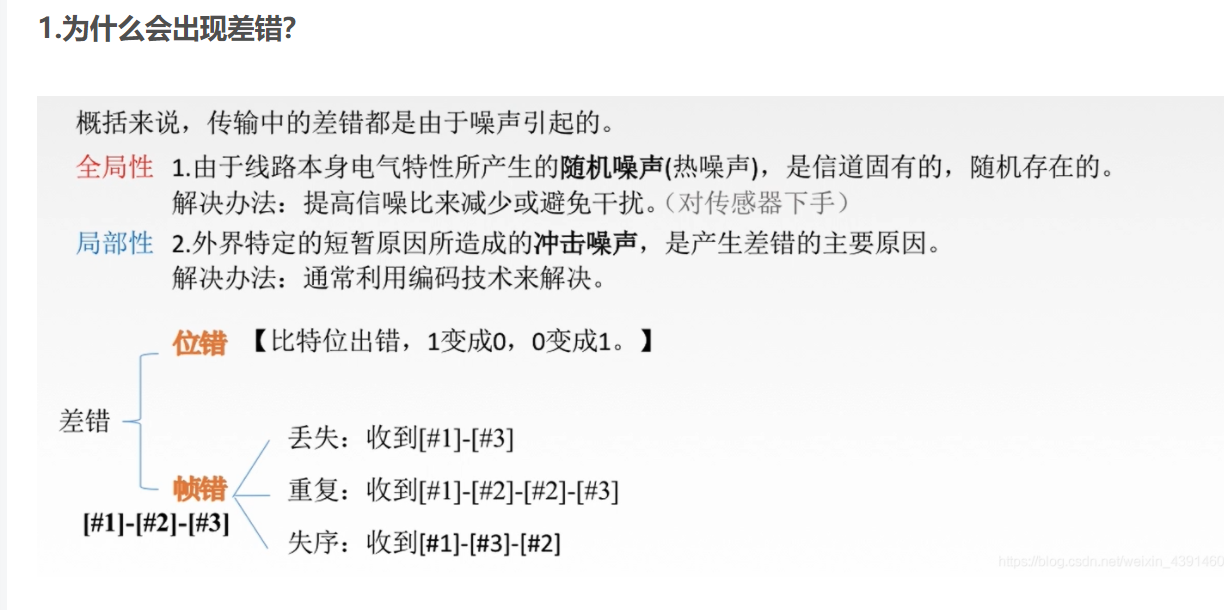 1.为什么会出现差错?
概括来说，传输中的差错都是由于噪声引起的。
全局性 1.由于线路本身电气特性所产生的随机噪声(热噪声)，是信道固有的，随机存在的。
解决办法：提高信噪比来减少或避免干扰。（对传感器下手）
局部性 2.外界特定的短暂原因所造成的冲击噪声，是产生差错的主要原因。
解决办法：通常利用编码技术来解决。
位错 【比特位出错，1变成0，0变成1。】
差错
丢失：收到[#1]-[#3]
帧错
重复：收到[#1]-[#2]-[#2]-[#3]
[#1]-[#2]-[#3]
失序：收到[#1]-[#3]-[#2]
https://blog.csdn.net/weixin_4391460